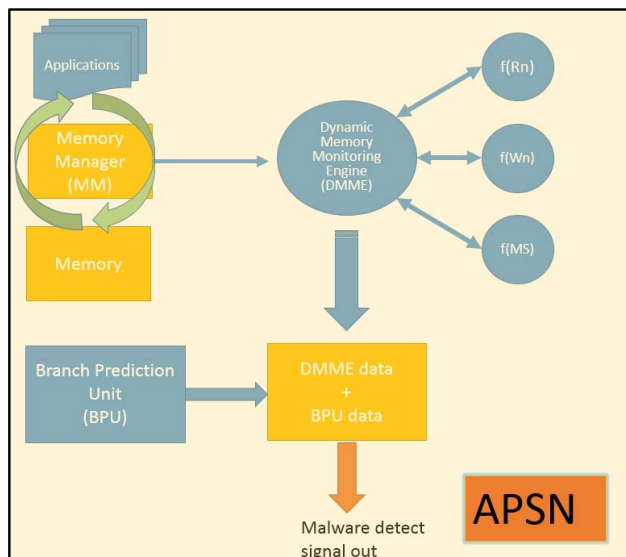 Applications
Memory
Manager
(MM)
Memory
Dynamic
Memory
Monitoring
Engine
(DMME)
f(Rn)
f(Wn)
f(MS)
Branch Prediction
Unit
(BPU)
DMME data
+
BPU data
Malware detect
signal out
APSN